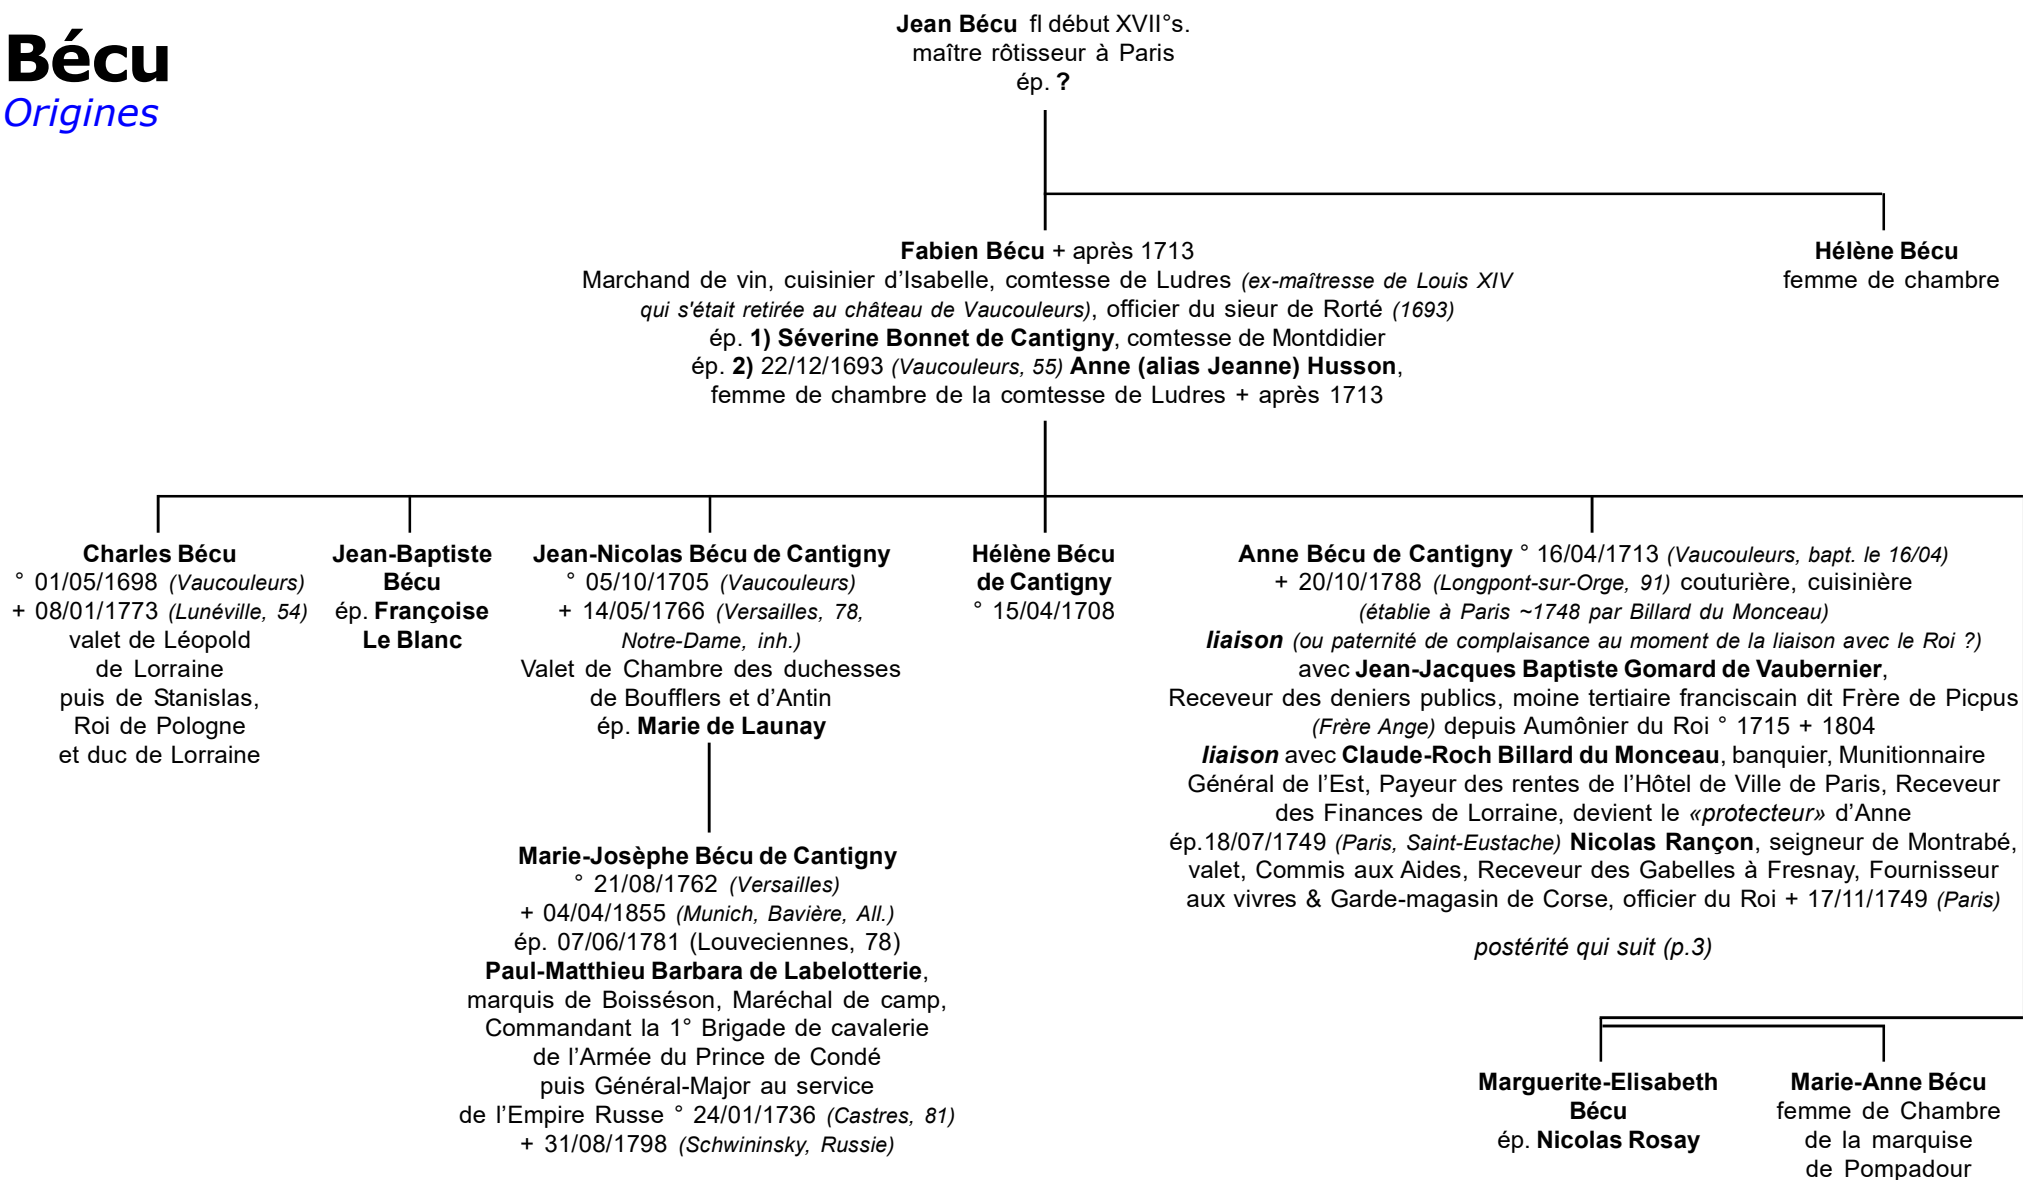 Bécu
Origines
Jean Bécu fl début XVII°s.
maître rôtisseur à Paris
ép. ?
Fabien Bécu + après 1713
Marchand de vin, cuisinier d’Isabelle, comtesse de Ludres (ex-maîtresse de Louis XIV
qui s'était retirée au château de Vaucouleurs), officier du sieur de Rorté (1693)
ép. 1) Séverine Bonnet de Cantigny, comtesse de Montdidier
ép. 2) 22/12/1693 (Vaucouleurs, 55) Anne (alias Jeanne) Husson,
femme de chambre de la comtesse de Ludres + après 1713
Hélène Bécu
femme de chambre
Charles Bécu
° 01/05/1698 (Vaucouleurs)
+ 08/01/1773 (Lunéville, 54)
valet de Léopold
de Lorraine
puis de Stanislas,
Roi de Pologne
et duc de Lorraine
Jean-Baptiste
Bécu
ép. Françoise
Le Blanc
Jean-Nicolas Bécu de Cantigny
° 05/10/1705 (Vaucouleurs)
+ 14/05/1766 (Versailles, 78,
Notre-Dame, inh.)
Valet de Chambre des duchesses
de Boufflers et d’Antin
ép. Marie de Launay
Marie-Josèphe Bécu de Cantigny
° 21/08/1762 (Versailles)
+ 04/04/1855 (Munich, Bavière, All.)
ép. 07/06/1781 (Louveciennes, 78)
Paul-Matthieu Barbara de Labelotterie,
marquis de Boisséson, Maréchal de camp,
Commandant la 1° Brigade de cavalerie
de l’Armée du Prince de Condé
puis Général-Major au service
de l’Empire Russe ° 24/01/1736 (Castres, 81)
+ 31/08/1798 (Schwininsky, Russie)
Hélène Bécu
de Cantigny
° 15/04/1708
Anne Bécu de Cantigny ° 16/04/1713 (Vaucouleurs, bapt. le 16/04)
+ 20/10/1788 (Longpont-sur-Orge, 91) couturière, cuisinière
(établie à Paris ~1748 par Billard du Monceau)
liaison (ou paternité de complaisance au moment de la liaison avec le Roi ?)
avec Jean-Jacques Baptiste Gomard de Vaubernier,
Receveur des deniers publics, moine tertiaire franciscain dit Frère de Picpus
(Frère Ange) depuis Aumônier du Roi ° 1715 + 1804
liaison avec Claude-Roch Billard du Monceau, banquier, Munitionnaire
Général de l’Est, Payeur des rentes de l’Hôtel de Ville de Paris, Receveur
des Finances de Lorraine, devient le «protecteur» d’Anne
ép.18/07/1749 (Paris, Saint-Eustache) Nicolas Rançon, seigneur de Montrabé,
valet, Commis aux Aides, Receveur des Gabelles à Fresnay, Fournisseur
aux vivres & Garde-magasin de Corse, officier du Roi + 17/11/1749 (Paris)
postérité qui suit (p.3)
Marguerite-Elisabeth
Bécu
ép. Nicolas Rosay
Marie-Anne Bécu
femme de Chambre
de la marquise
de Pompadour